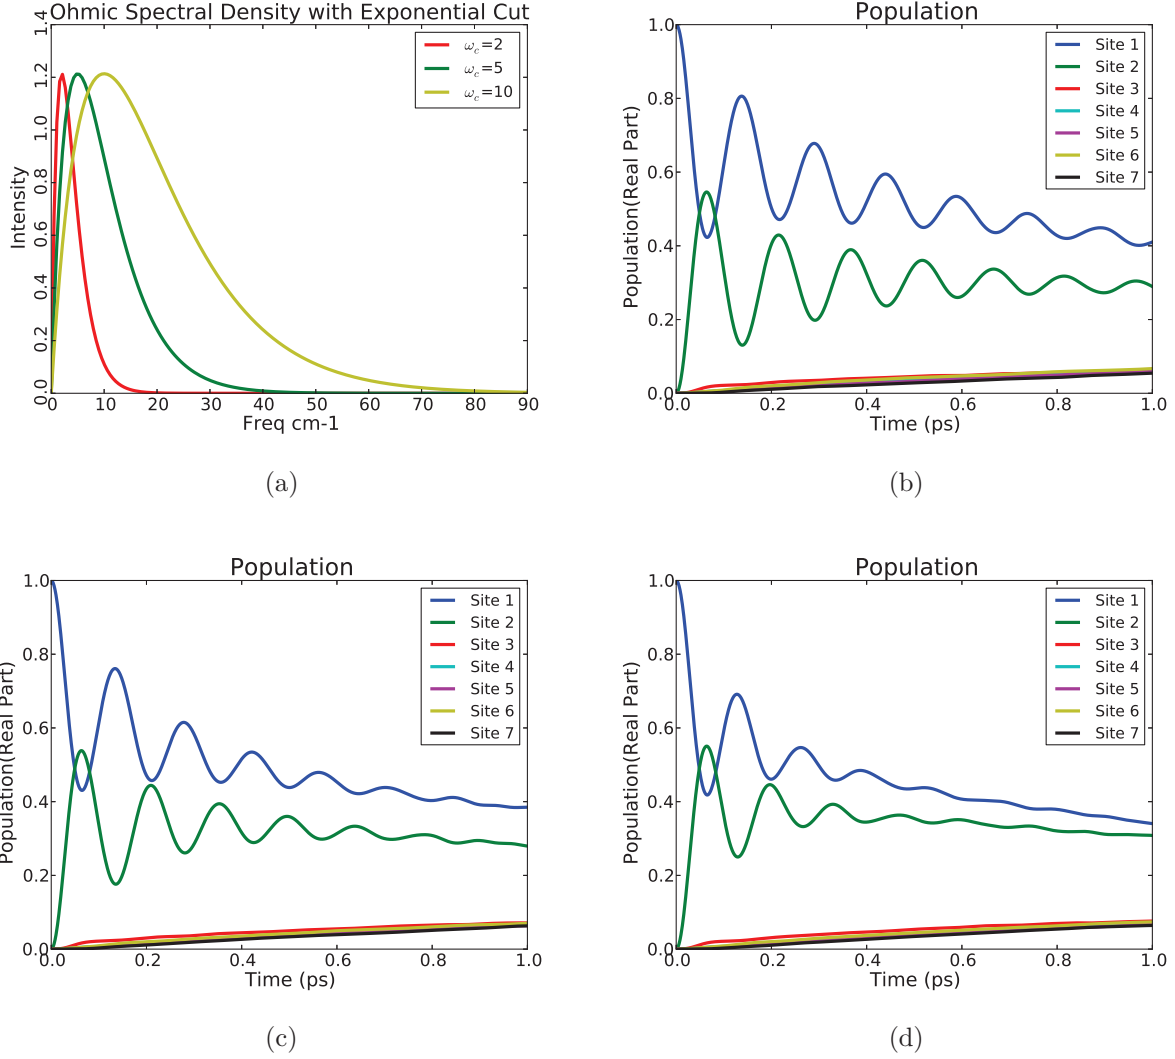 Ohmic Spectral Density with Exponential Cut
1.4
1.2
1.0
0.8
0.6
0.4
0.2
0.0
Intensity
ω_c=2
ω_c=5
ω_c=10
0 10 20 30 40 50 60 70 80 90
Freq cm-1
(a)
Population
1.0
0.8
0.6
0.4
0.2
0.0
Population(Real Part)
Site 1
Site 2
Site 3
Site 4
Site 5
Site 6
Site 7
0.0 0.2 0.4 0.6 0.8 1.0
Time (ps)
(b)
Population
1.0
0.8
0.6
0.4
0.2
0.0
Population(Real Part)
Site 1
Site 2
Site 3
Site 4
Site 5
Site 6
Site 7
0.0 0.2 0.4 0.6 0.8 1.0
Time (ps)
(c)
Population
1.0
0.8
0.6
0.4
0.2
0.0
Population(Real Part)
Site 1
Site 2
Site 3
Site 4
Site 5
Site 6
Site 7
0.0 0.2 0.4 0.6 0.8 1.0
Time (ps)
(d)